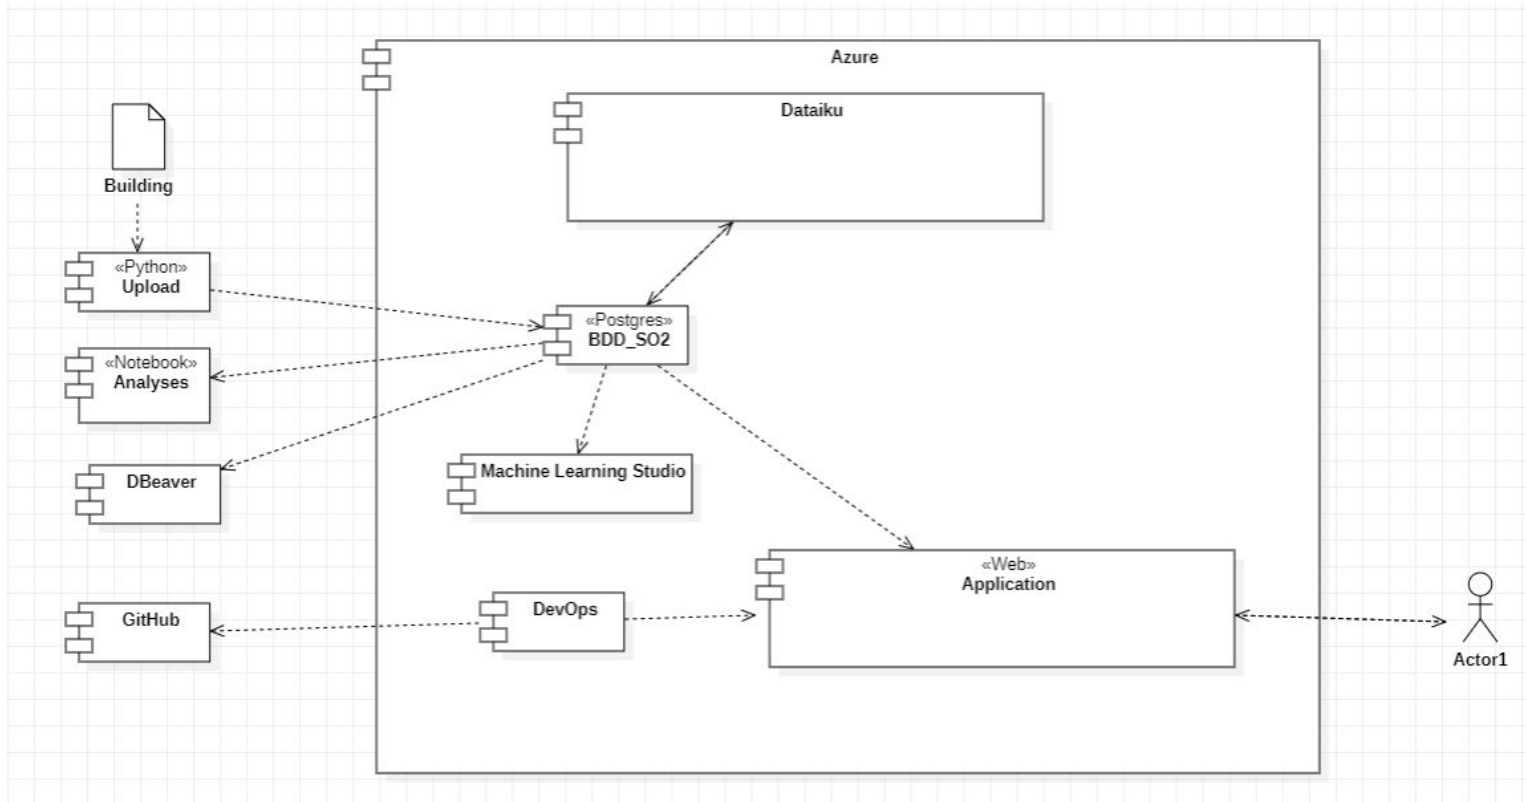 Azure
Dataiku
Building
«Python»
Upload
«Postgres»
BDD_SO2
«Notebook»
Analyses
DBeaver
Machine Learning Studio
«Web»
Application
GitHub
DevOps
Actor1